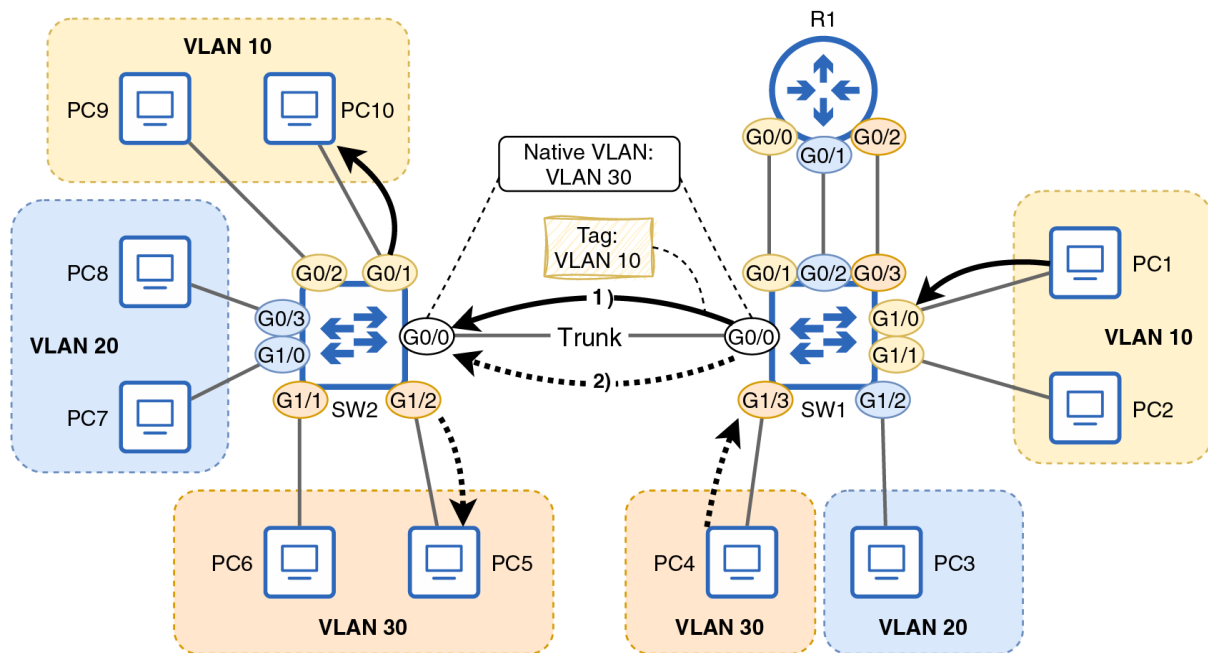 R1
VLAN 10
PC9
PC10
G0/0
G0/2
G0/1
Native VLAN:
VLAN 30
Tag:
VLAN 10
PC8
VLAN 20
PC7
G0/2
G0/1
G0/3
G1/0
G0/0
1)
Trunk
2)
G0/0
G1/1
SW2
G1/2
G0/1
G0/2
G0/3
G1/0
G1/1
G1/3
SW1
G1/2
PC1
VLAN 10
PC2
PC6
PC5
VLAN 30
PC4
VLAN 30
PC3
VLAN 20